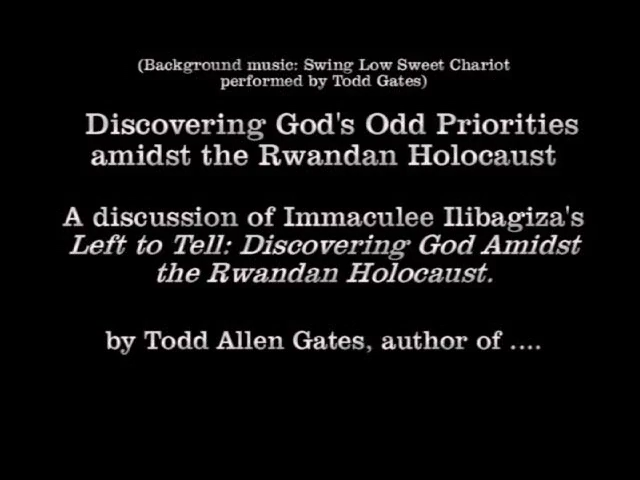 (Background music: Swing Low Sweet Chariot
performed by Todd Gates)
Discovering God's Odd Priorities
amidst the Rwandan Holocaust
A discussion of Immaculee Ilibagiza's
Left to Tell: Discovering God Amidst
the Rwandan Holocaust.
by Todd Allen Gates, author of ....